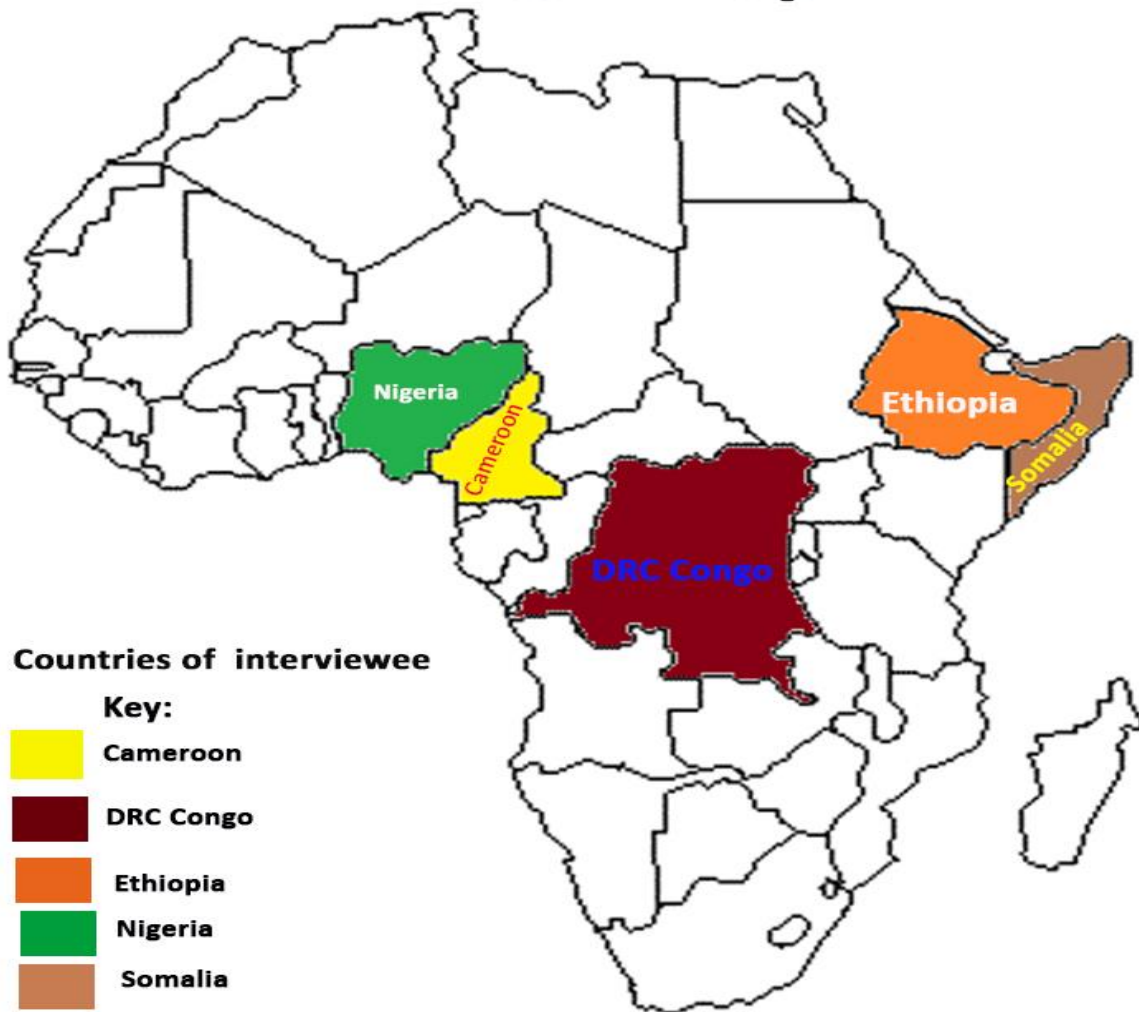 Nigeria
Cameroon
Ethiopia
Somalia
DRC Congo
Countries of interviewee
Key:
Cameroon
DRC Congo
Ethiopia
Nigeria
Somalia